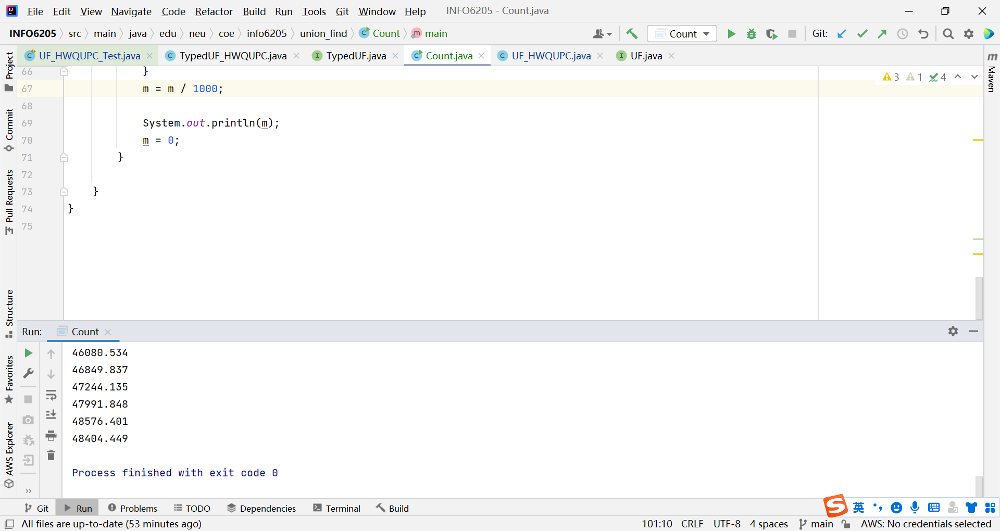 File Edit View Navigate Code Refactor Build Run Tools Git Window Help INFO6205 - Count.java
INFO6205 src main java edu neu coe info6205 union_find Count main Count Git:
UF_HWQUPC_Test.java TypedUF_HWQUPC.java TypedUF.java Count.java UF_HWQUPC.java UF.java
Project
Commit
Pull Requests
Structure
Favorites
AWS Explorer
Maven
3 1 4
66 }
67 m = m / 1000;
68
69 System.out.println(m);
70 m = 0;
71 }
72
73 }
74 }
75
Run: Count
46080.534
46849.837
47244.135
47991.848
48576.401
48404.449
Process finished with exit code 0
Git Run Problems TODO Dependencies Terminal Build
英
All files are up-to-date (53 minutes ago) 101:10 CRLF UTF-8 4 spaces main AWS: No credentials selected